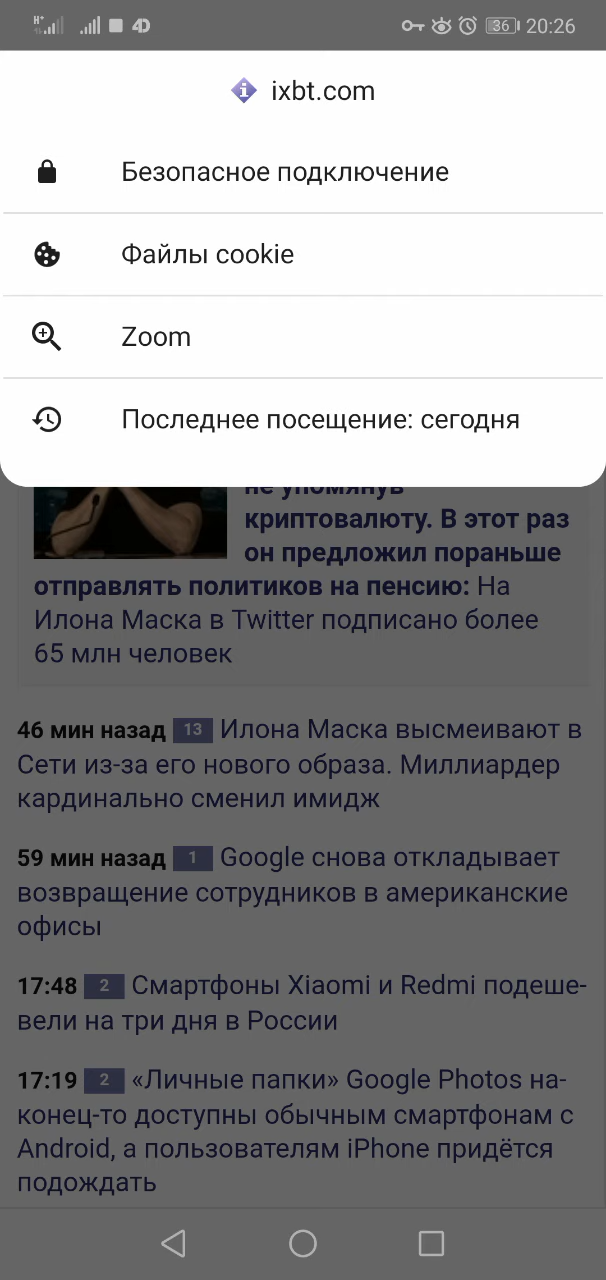 H+ 4D 36 20:26
ixbt.com
Безопасное подключение
Файлы cookie
Zoom
Последнее посещение: сегодня
не упомянув
криптовалюту. В этот раз
он предложил пораньше
отправлять политиков на пенсию: На
Илона Маска в Twitter подписано более
65 млн человек
46 мин назад 13 Илона Маска высмеивают в
Сети из-за его нового образа. Миллиардер
кардинально сменил имидж
59 мин назад 1 Google снова откладывает
возвращение сотрудников в американские
офисы
17:48 2 Смартфоны Xiaomi и Redmi подеше-
вели на три дня в России
17:19 2 «Личные папки» Google Photos на-
конец-то доступны обычным смартфонам с
Android, а пользователям iPhone придётся
подождать